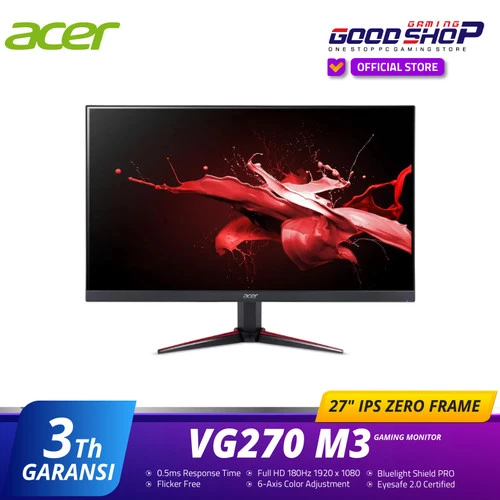 acer
GAMING
GOODSHOP
ONE STOP PC GAMING STORE
OFFICIAL STORE
acer
27" IPS ZERO FRAME
3Th
GARANSI
VG270 M3 GAMING MONITOR
• 0.5ms Response Time • Full HD 180Hz 1920 x 1080 • Bluelight Shield PRO
• Flicker Free • 6-Axis Color Adjustment • Eyesafe 2.0 Certified